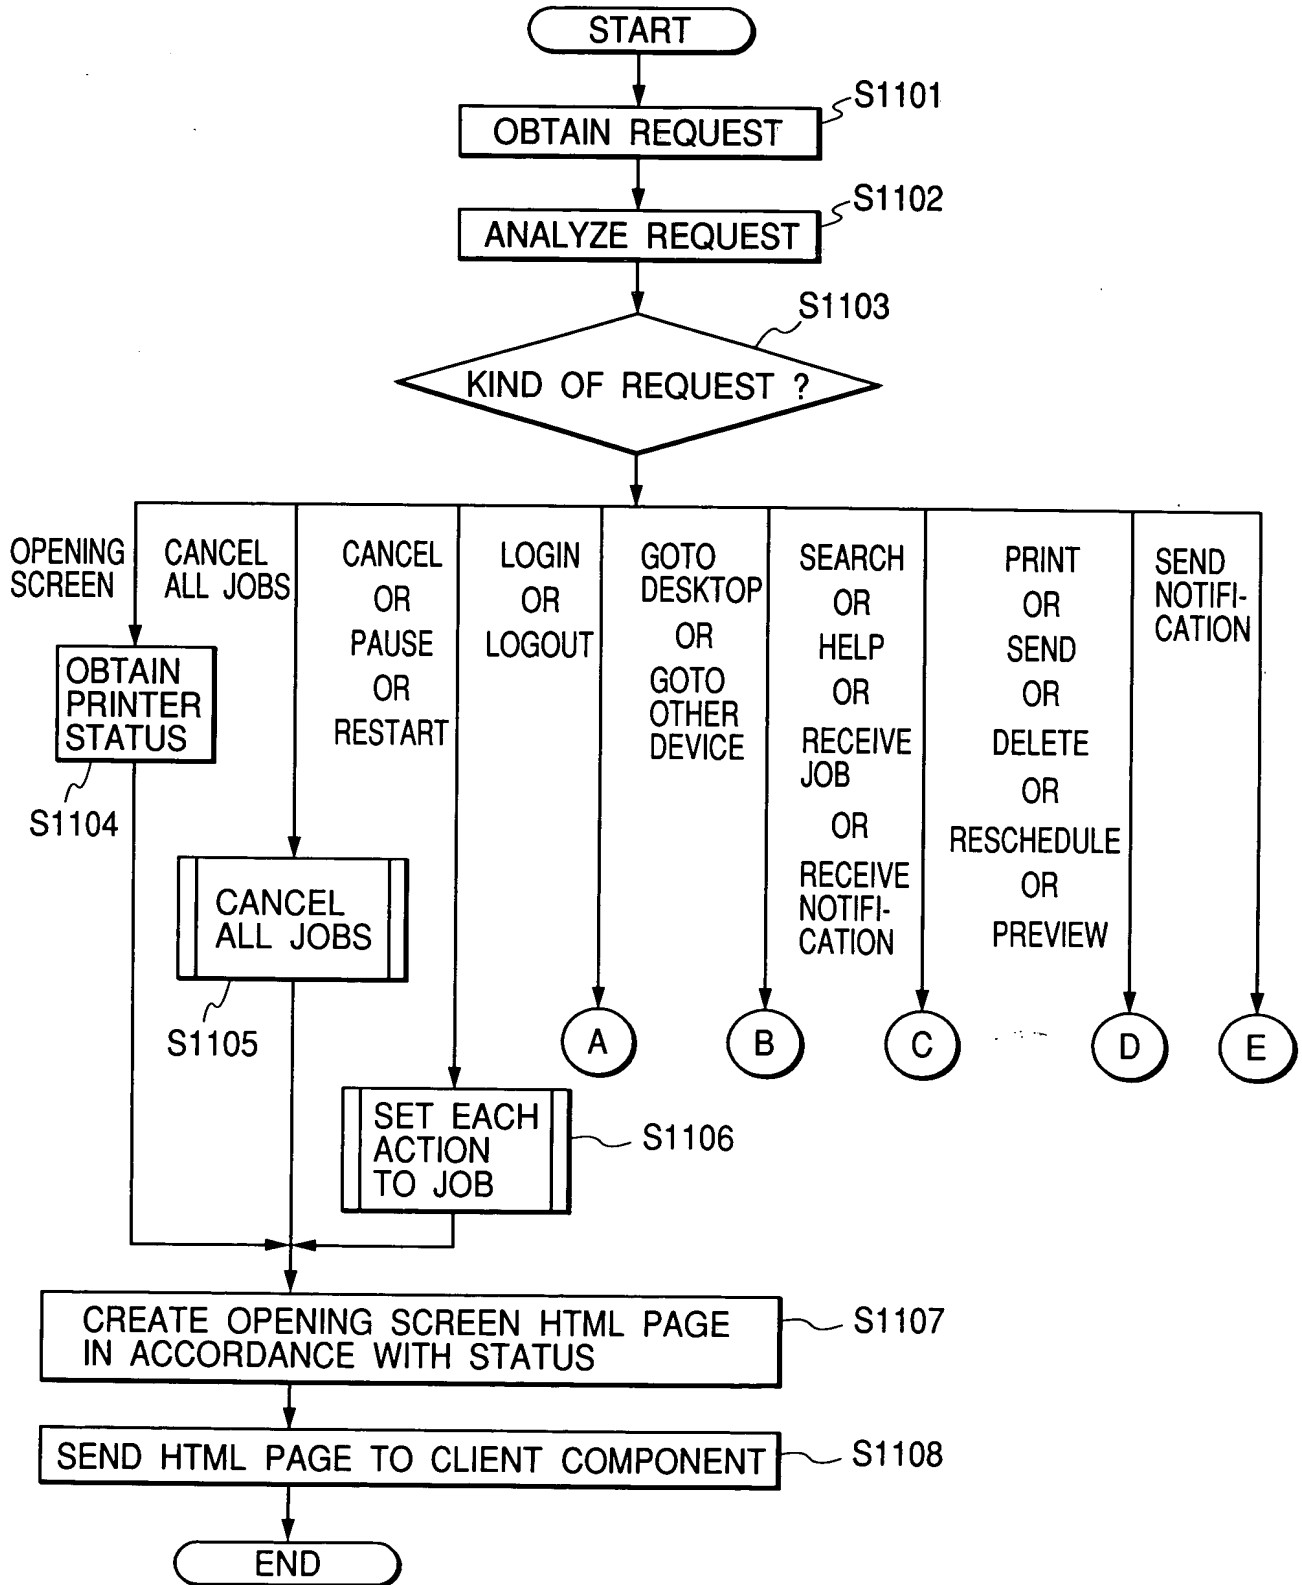 START
OBTAIN REQUEST
S1101
ANALYZE REQUEST
S1102
KIND OF REQUEST ?
S1103
OPENING
SCREEN
CANCEL
ALL JOBS
CANCEL
OR
PAUSE
OR
RESTART
LOGIN
OR
LOGOUT
GOTO
DESKTOP
OR
GOTO
OTHER
DEVICE
SEARCH
OR
HELP
OR
RECEIVE
JOB
OR
RECEIVE
NOTIFI-
CATION
PRINT
OR
SEND
OR
DELETE
OR
RESCHEDULE
OR
PREVIEW
SEND
NOTIFI-
CATION
OBTAIN
PRINTER
STATUS
S1104
CANCEL
ALL JOBS
S1105
A
B
C
D
E
SET EACH
ACTION
TO JOB
S1106
CREATE OPENING SCREEN HTML PAGE
IN ACCORDANCE WITH STATUS
S1107
SEND HTML PAGE TO CLIENT COMPONENT
S1108
END